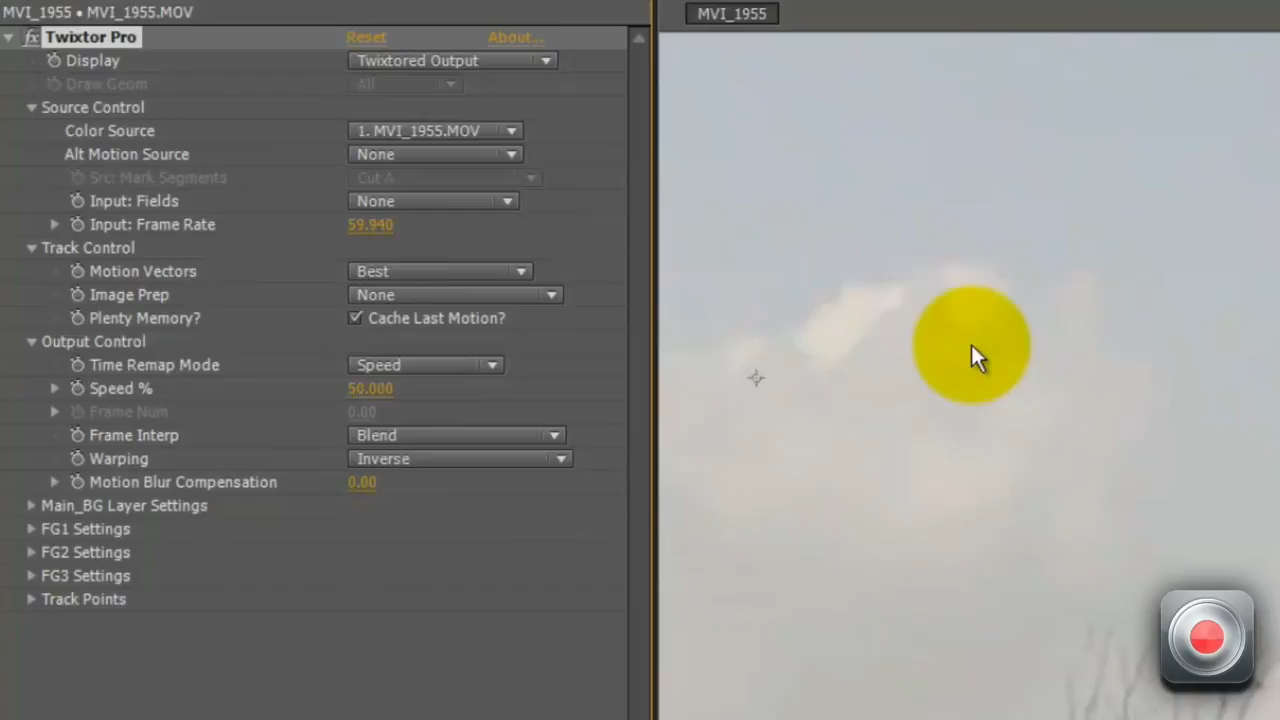 MVI_1955 • MVI_1955.MOV
MVI_1955
fx Twixtor Pro Reset About...
Display Twixtored Output
Draw Geom All
Source Control
Color Source 1. MVI_1955.MOV
Alt Motion Source None
Src: Mark Segments Cut A
Input: Fields None
Input: Frame Rate 59.940
Track Control
Motion Vectors Best
Image Prep None
Plenty Memory? Cache Last Motion?
Output Control
Time Remap Mode Speed
Speed % 50.000
Frame Num 0.00
Frame Interp Blend
Warping Inverse
Motion Blur Compensation 0.00
Main_BG Layer Settings
FG1 Settings
FG2 Settings
FG3 Settings
Track Points